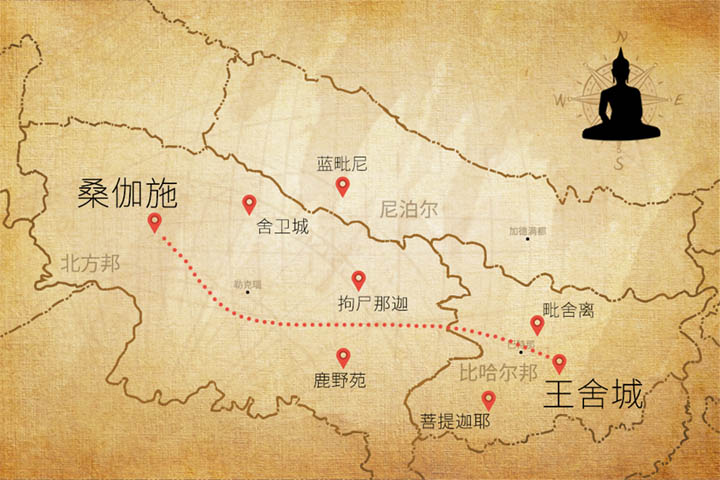 N
W
E
S
蓝毗尼
桑伽施
尼泊尔
舍卫城
加德满都
北方邦
勒克瑙
拘尸那迦
毗舍离
巴特那
鹿野苑
比哈尔邦
王舍城
菩提迦耶